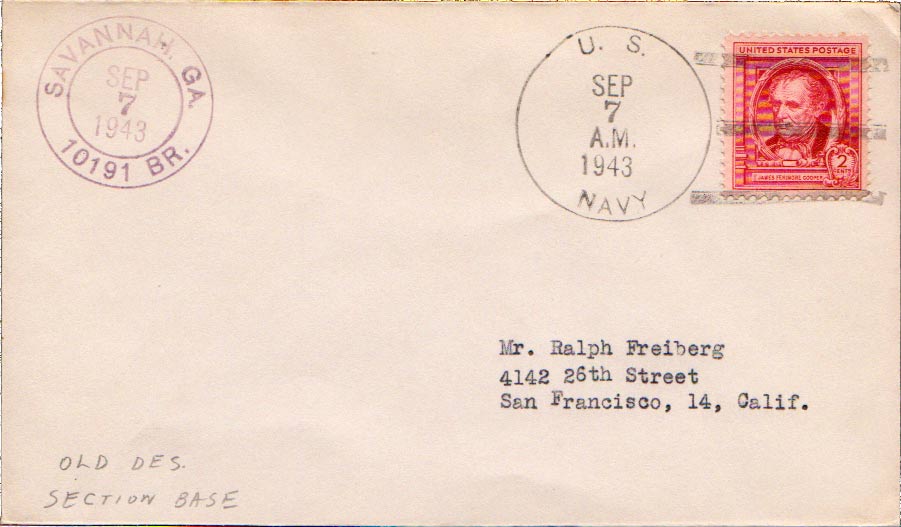 SAVANNAH, GA.
SEP
7
1943
10191 BR.
U. S.
SEP
7
A.M.
1943
NAVY
UNITED STATES POSTAGE
2
CENTS
JAMES FENIMORE COOPER
Mr. Ralph Freiberg
4142 26th Street
San Francisco, 14, Calif.
OLD DES.
SECTION BASE